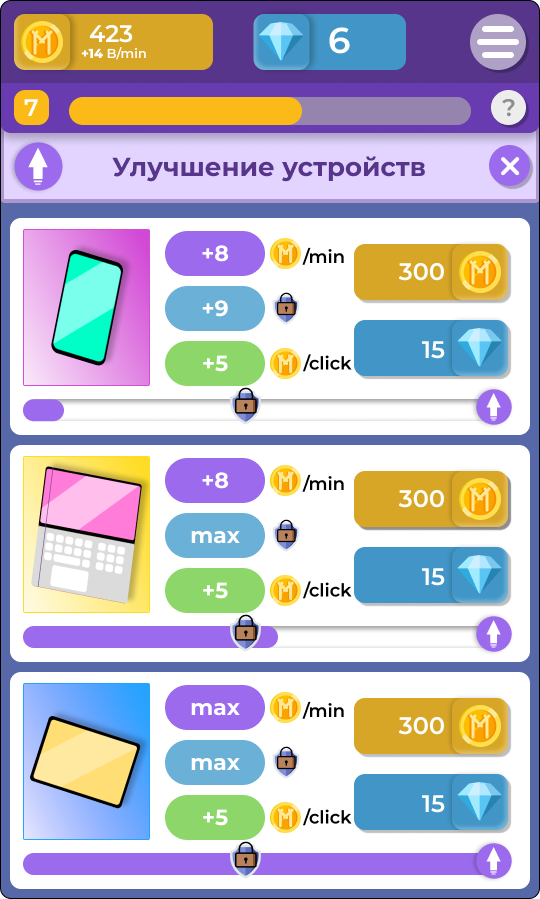 423
+14 B/min
6
7
?
Улучшение устройств
+8 /min
300
+9
15
+5 /click
+8 /min
300
max
15
+5 /click
max /min
300
max
15
+5 /click